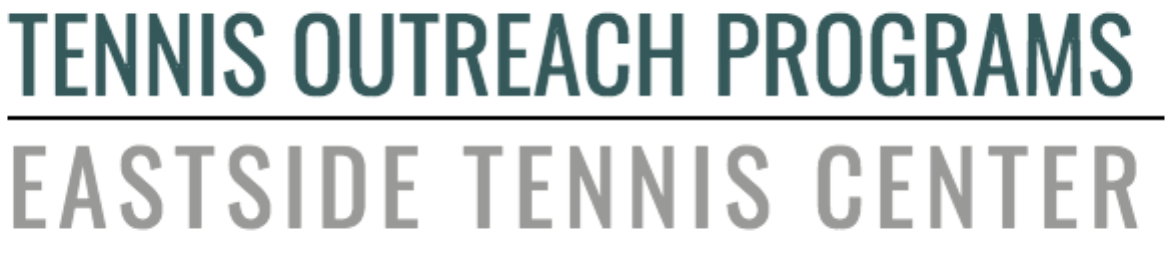 TENNIS OUTREACH PROGRAMS
EASTSIDE TENNIS CENTER